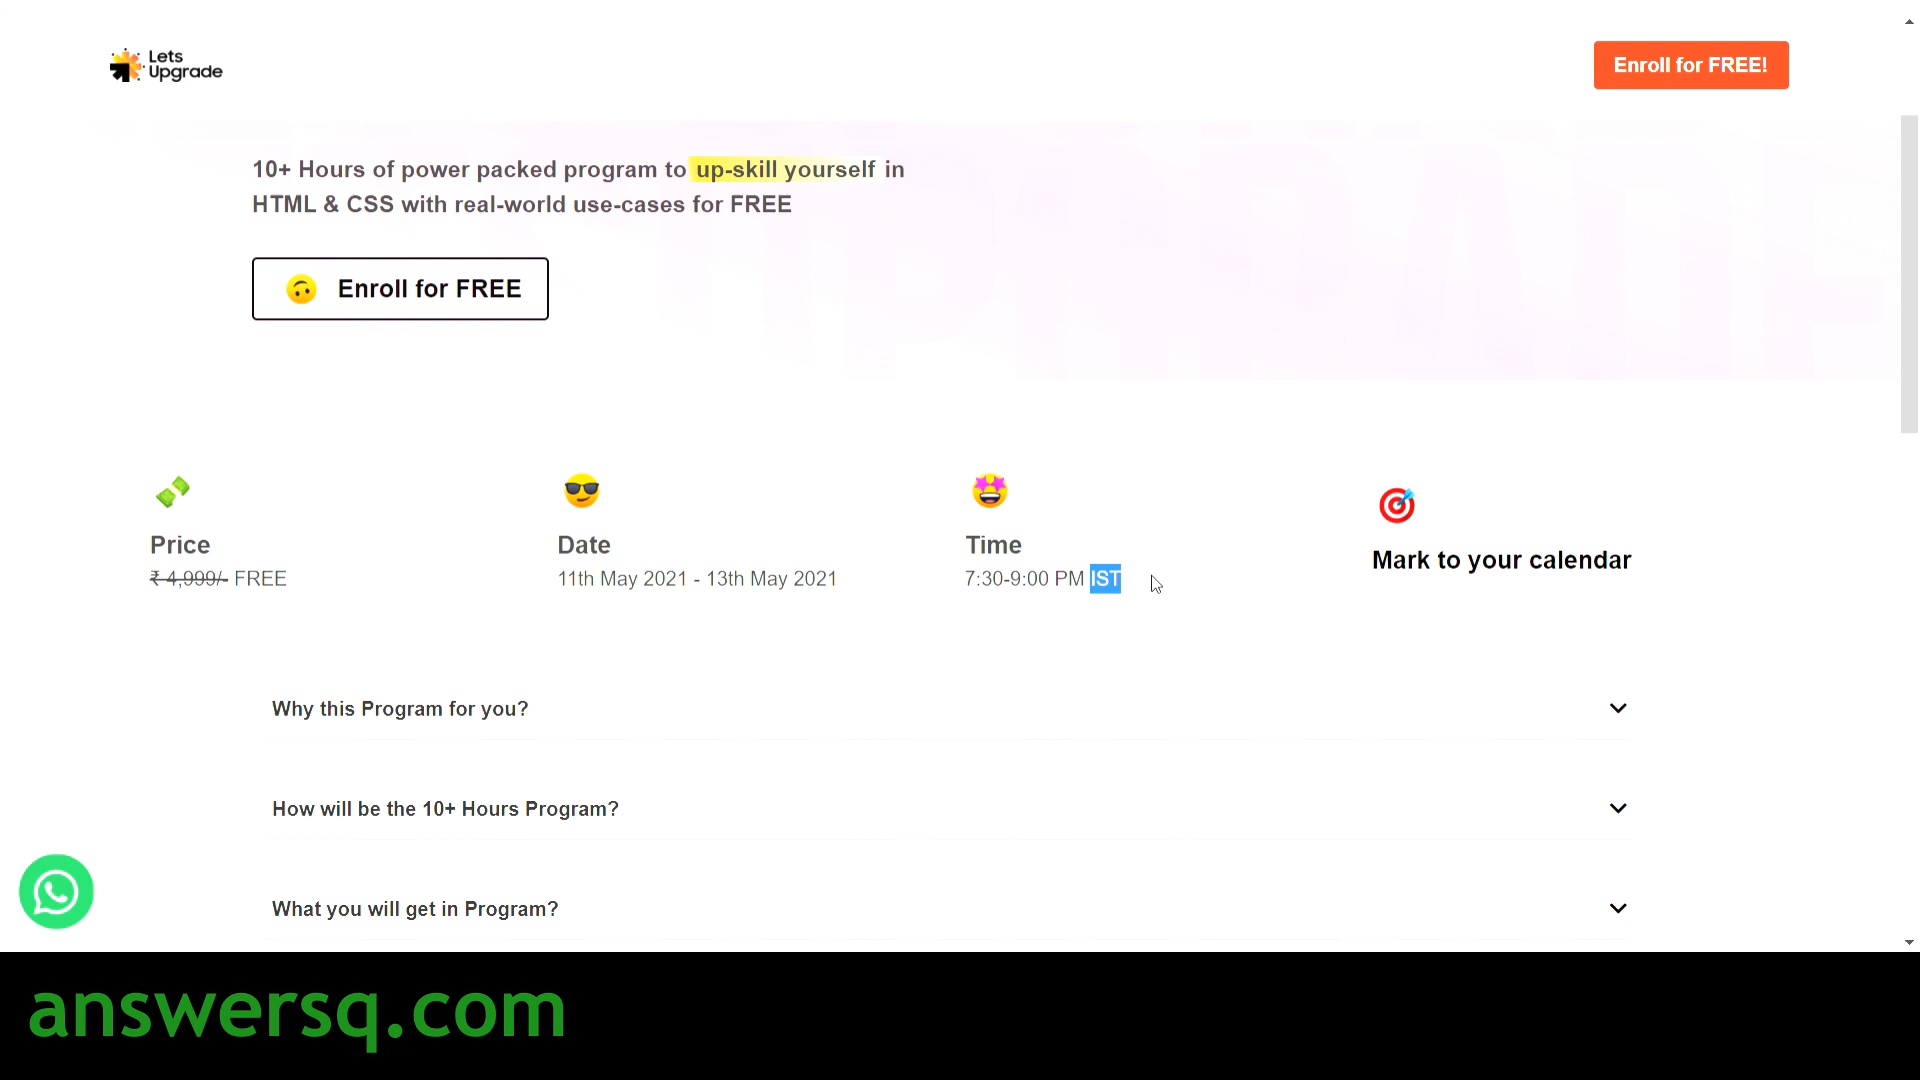 Lets
Upgrade
Enroll for FREE!
10+ Hours of power packed program to up-skill yourself in
HTML & CSS with real-world use-cases for FREE
Enroll for FREE
Price
₹ 4,999/- FREE
Date
11th May 2021 - 13th May 2021
Time
7:30-9:00 PM IST
Mark to your calendar
Why this Program for you?
How will be the 10+ Hours Program?
What you will get in Program?
answersq.com